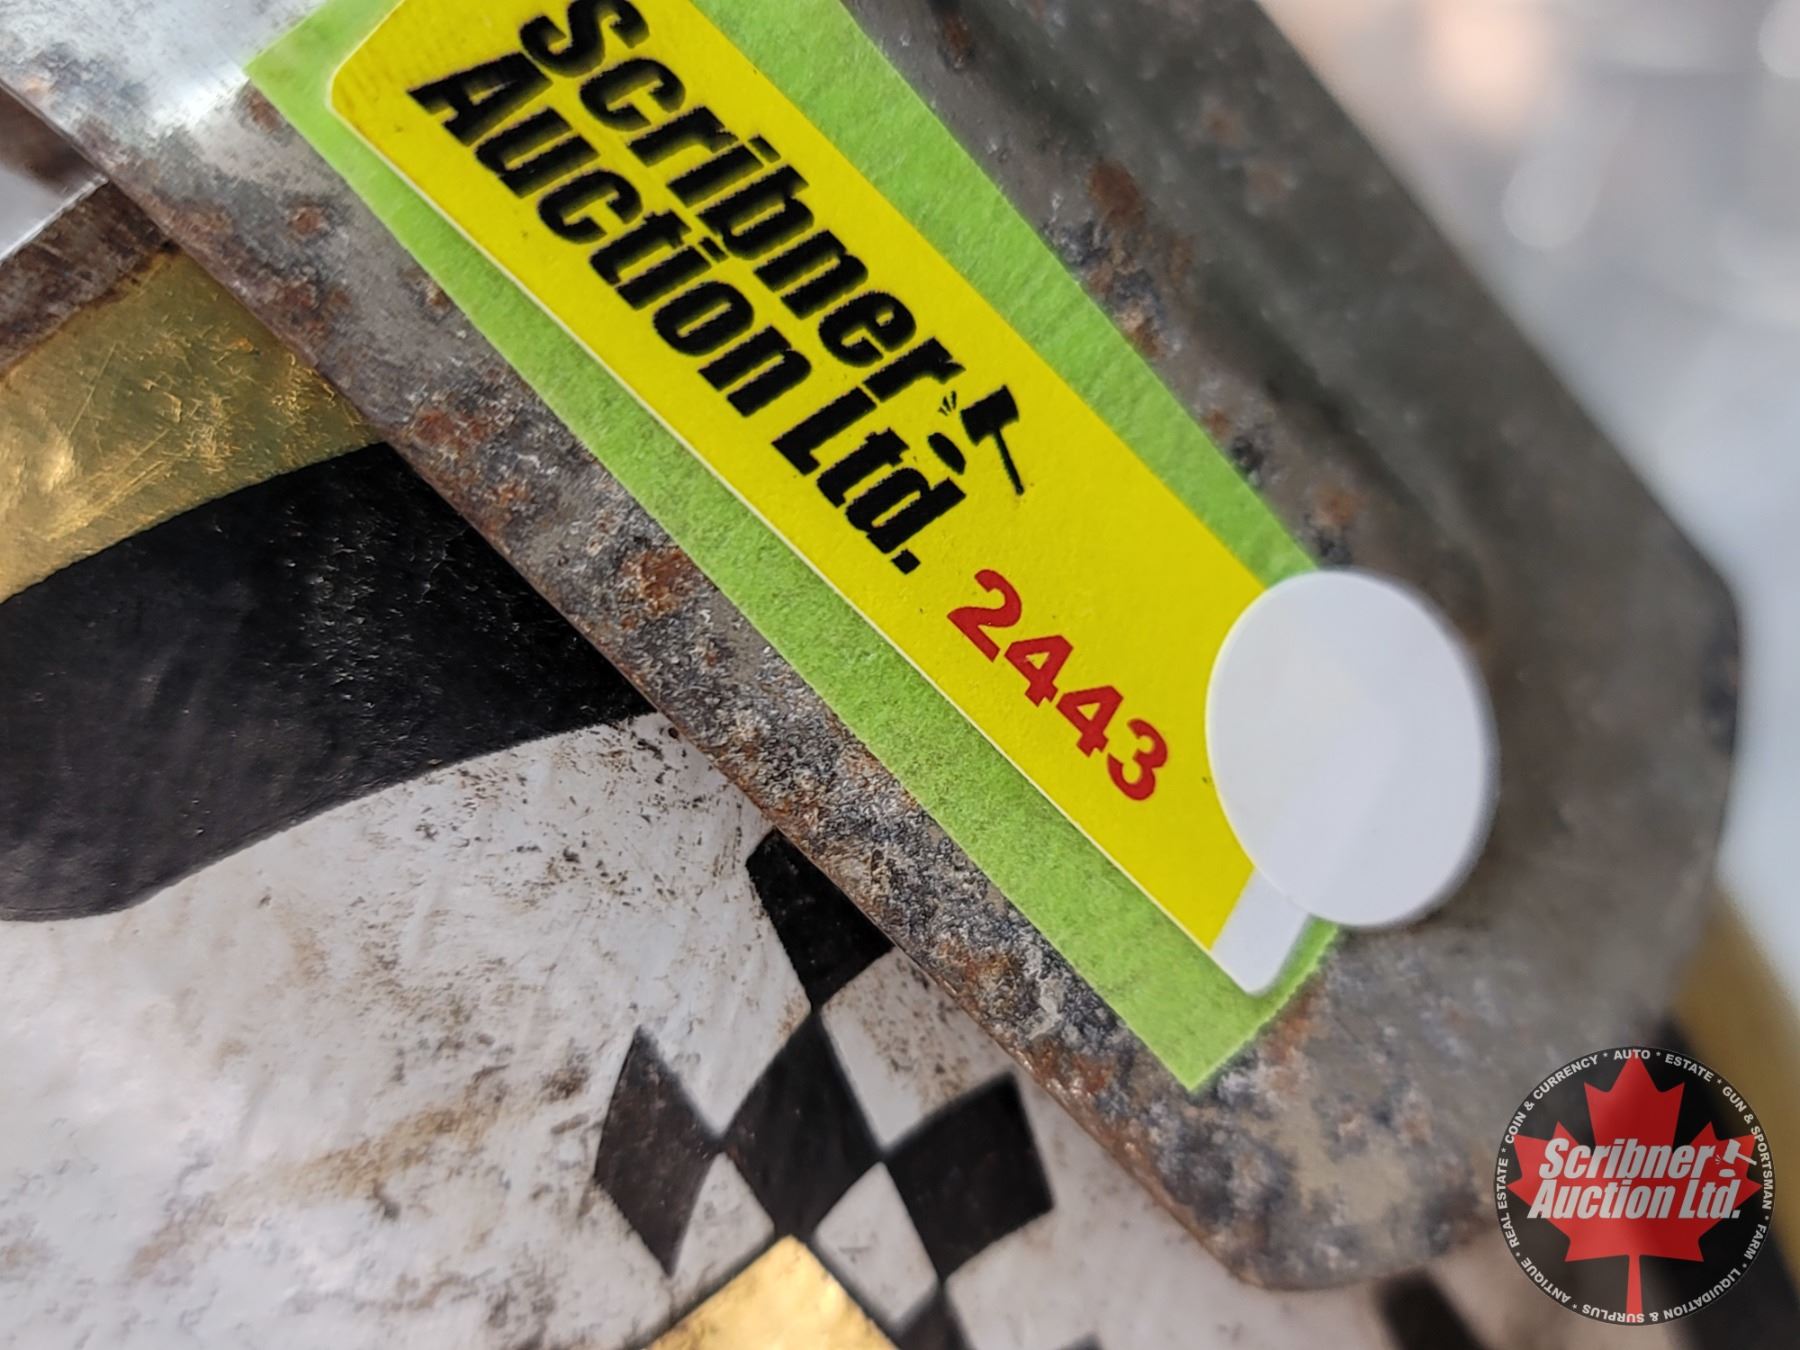 Scribner
Auction Ltd.
2443
COIN & CURRENCY * AUTO * ESTATE * GUN & SPORTSMAN * FARM * LIQUIDATION & SURPLUS * ANTIQUE * REAL ESTATE *
Scribner
Auction Ltd.